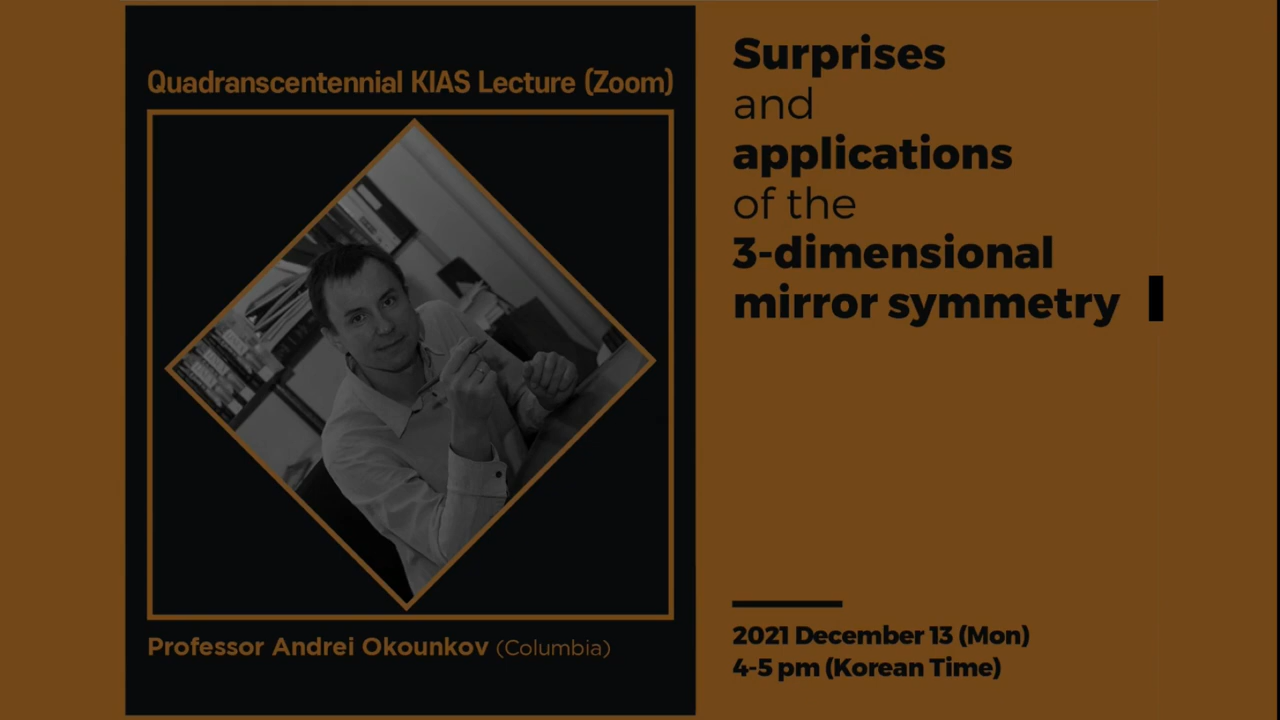 Quadranscentennial KIAS Lecture (Zoom)
Professor Andrei Okounkov (Columbia)
Surprises
and
applications
of the
3-dimensional
mirror symmetry
2021 December 13 (Mon)
4-5 pm (Korean Time)